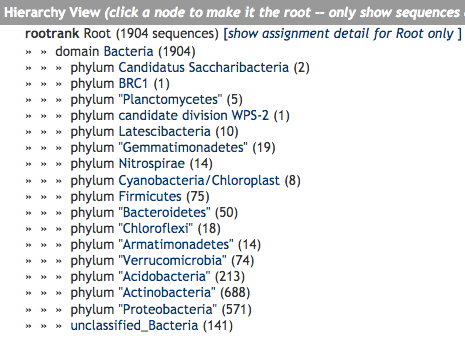 Hierarchy View (click a node to make it the root -- only show sequences
rootrank Root (1904 sequences) [show assignment detail for Root only ]
» » domain Bacteria (1904)
» » » phylum Candidatus Saccharibacteria (2)
» » » phylum BRC1 (1)
» » » phylum "Planctomycetes" (5)
» » » phylum candidate division WPS-2 (1)
» » » phylum Latescibacteria (10)
» » » phylum "Gemmatimonadetes" (19)
» » » phylum Nitrospirae (14)
» » » phylum Cyanobacteria/Chloroplast (8)
» » » phylum Firmicutes (75)
» » » phylum "Bacteroidetes" (50)
» » » phylum "Chloroflexi" (18)
» » » phylum "Armatimonadetes" (14)
» » » phylum "Verrucomicrobia" (74)
» » » phylum "Acidobacteria" (213)
» » » phylum "Actinobacteria" (688)
» » » phylum "Proteobacteria" (571)
» » » unclassified_Bacteria (141)